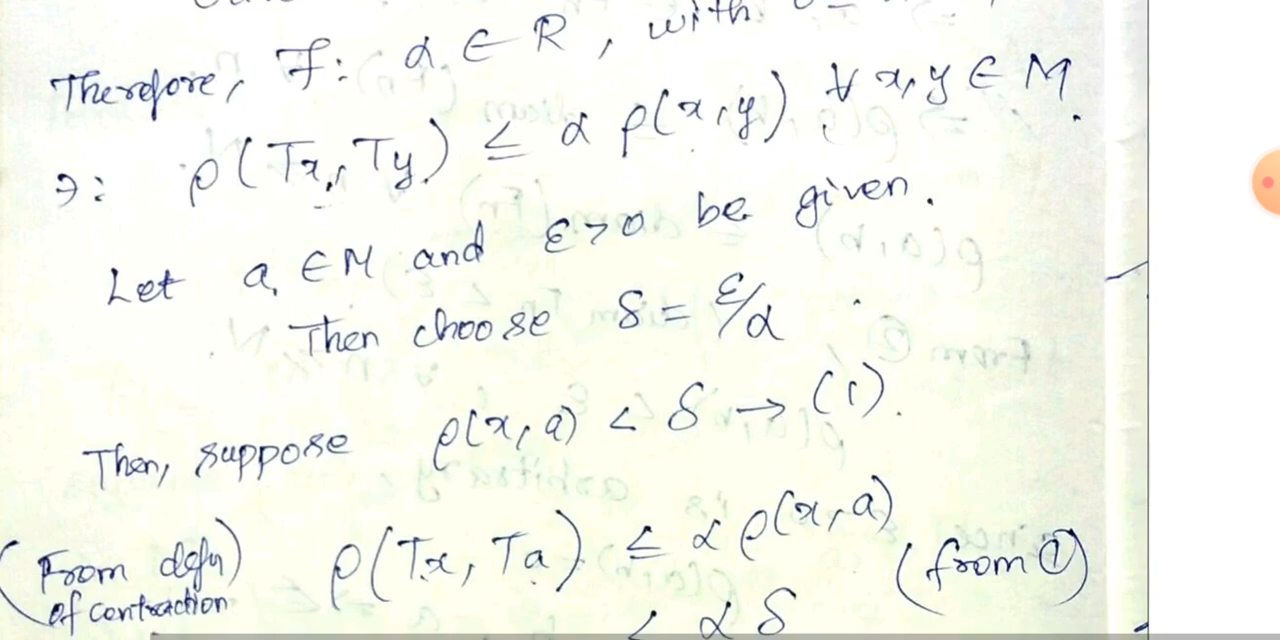 Therefore, ∃: α ∈ R, with
∋: ρ(Tx, Ty) ≤ α ρ(x, y) ∀ x, y ∈ M.
Let a ∈ M and ε > 0 be given.
Then choose δ = ε/α.
Then, suppose ρ(x, a) < δ → (1).
(From defn of contraction) ρ(Tx, Ta) ≤ α ρ(x, a)
< α δ (from ①)